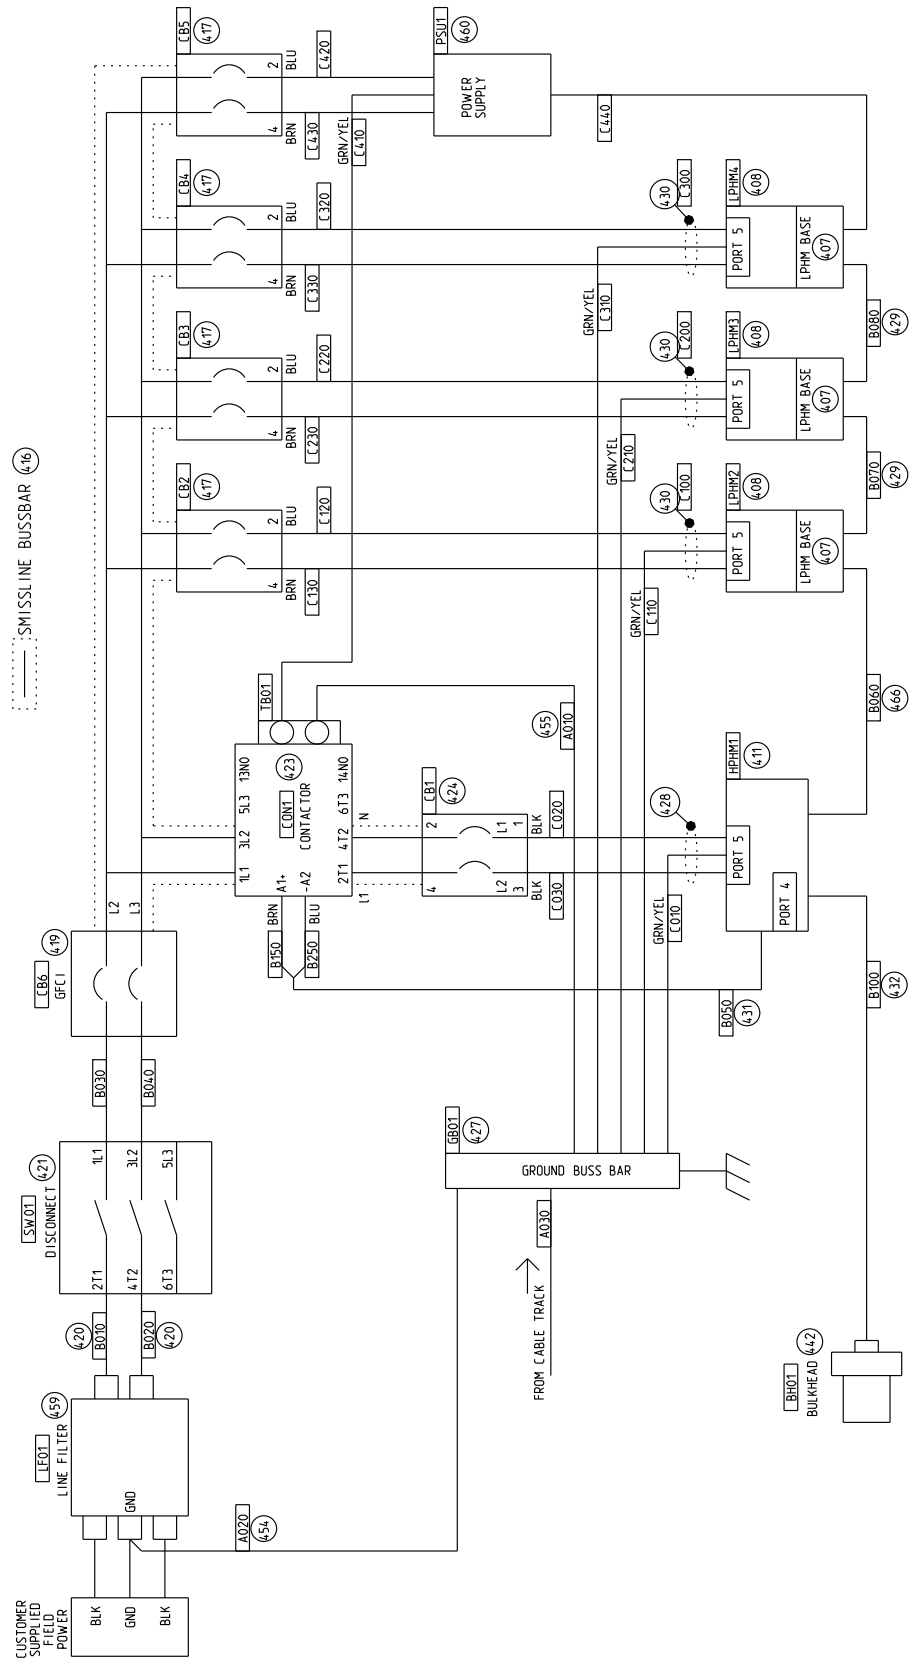 CUSTOMER
SUPPLIED
FIELD
POWER
BLK
GND
BLK
LF01
459
LINE FILTER
GND
A020
454
420
B010
B020
420
SW01
421
DISCONNECT
2T1
4T2
6T3
1L1
3L2
5L3
B030
B040
CB6
419
GFCI
L2
L3
SMISSLINE BUSSBAR
416
TB01
1L1
3L2
5L3
13NO
CON1
423
CONTACTOR
A1+
-A2
2T1
4T2
6T3
14NO
BRN
BLU
B150
B250
L1
N
CB1
424
4
2
L2
L1
3
1
BLK
BLK
C030
C020
CB2
417
4
2
BRN
BLU
C130
C120
CB3
417
4
2
BRN
BLU
C230
C220
CB4
417
4
2
BRN
BLU
C330
C320
CB5
417
4
2
BRN
BLU
C430
C420
GRN/YEL
C410
PSU1
460
POWER
SUPPLY
C440
GB01
427
GROUND BUSS BAR
A030
FROM CABLE TRACK
455
A010
GRN/YEL
C010
GRN/YEL
C110
GRN/YEL
C210
GRN/YEL
C310
428
HPHM1
411
PORT 5
PORT 4
B050
431
430
C100
LPHM2
408
PORT 5
LPHM BASE
407
430
C200
LPHM3
408
PORT 5
LPHM BASE
407
430
C300
LPHM4
408
PORT 5
LPHM BASE
407
B060
466
B070
429
B080
429
B100
432
BH01
442
BULKHEAD